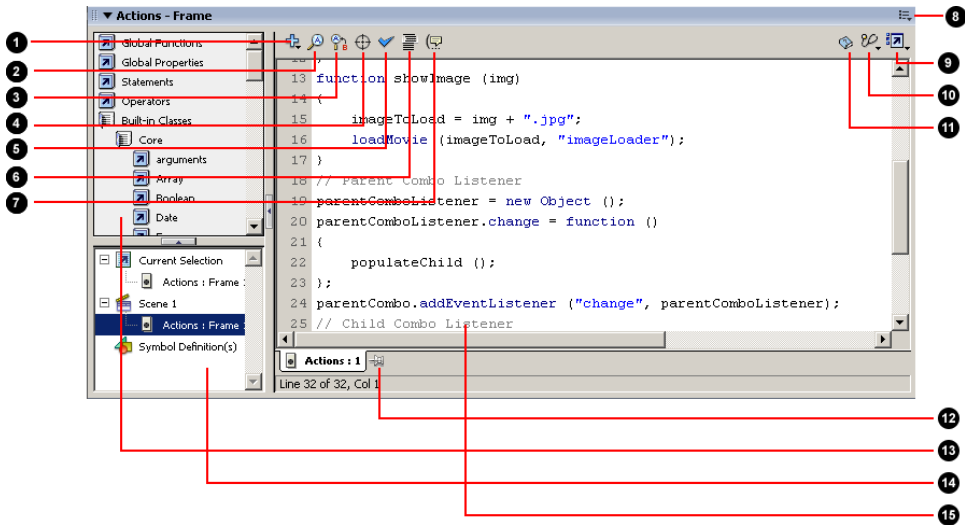 Actions - Frame
Global Functions
Global Properties
Statements
Operators
Built-in Classes
Core
arguments
Array
Boolean
Date
Current Selection
Actions : Frame
Scene 1
Actions : Frame
Symbol Definition(s)
13 function showImage (img)
14 {
15 imageToLoad = img + ".jpg";
16 loadMovie (imageToLoad, "imageLoader");
17 }
18 // Parent Combo Listener
19 parentComboListener = new Object ();
20 parentComboListener.change = function ()
21 {
22 populateChild ();
23 };
24 parentCombo.addEventListener ("change", parentComboListener);
25 // Child Combo Listener
Actions : 1
Line 32 of 32, Col 1
1
2
3
4
5
6
7
8
9
10
11
12
13
14
15